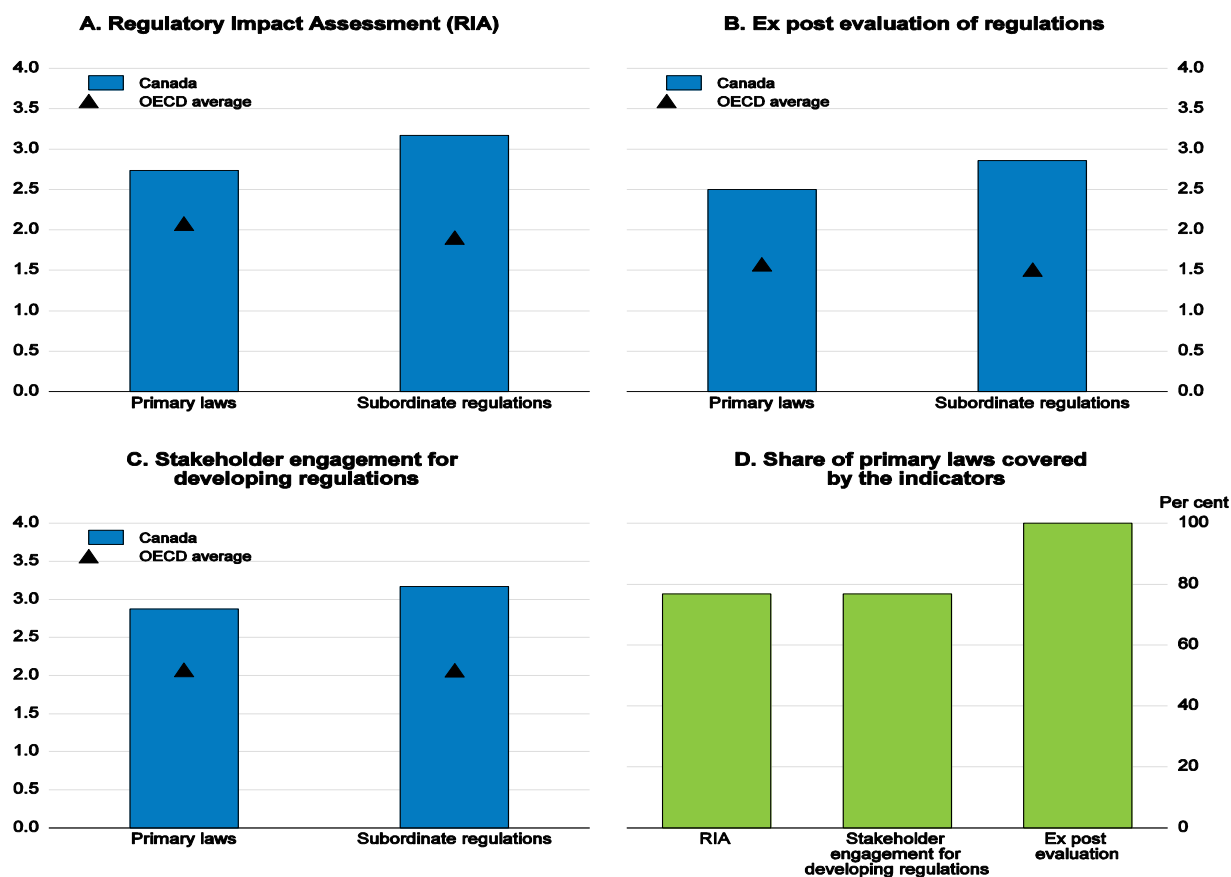 A. Regulatory Impact Assessment (RIA)
4.0
3.5
3.0
2.5
2.0
1.5
1.0
0.5
0.0
Canada
OECD average
Primary laws
Subordinate regulations
B. Ex post evaluation of regulations
Canada
OECD average
4.0
3.5
3.0
2.5
2.0
1.5
1.0
0.5
0.0
Primary laws
Subordinate regulations
C. Stakeholder engagement for
developing regulations
4.0
3.5
3.0
2.5
2.0
1.5
1.0
0.5
0.0
Canada
OECD average
Primary laws
Subordinate regulations
D. Share of primary laws covered
by the indicators
Per cent
100
80
60
40
20
0
RIA
Stakeholder
engagement for
developing regulations
Ex post
evaluation